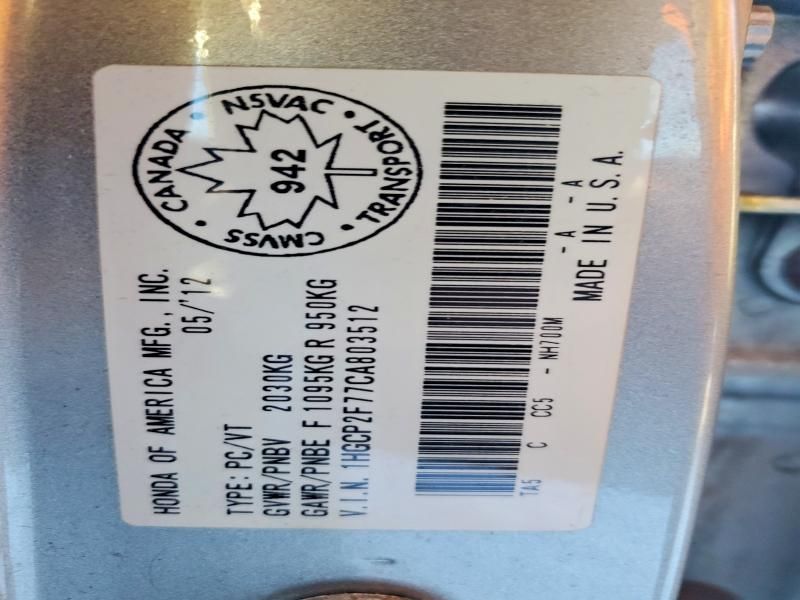 HONDA OF AMERICA MFG., INC.
05/'12
TYPE: PC/VT
GVWR/PNBV 2030KG
GAWR/PNBE F 1095KG R 950KG
V.I.N. 1HGCP2F77CA803512
CANADA • NSVAC •
TRANSPORT • CMVSS •
942
TA5 C CC5 - NH700M -A -A
MADE IN U.S.A.